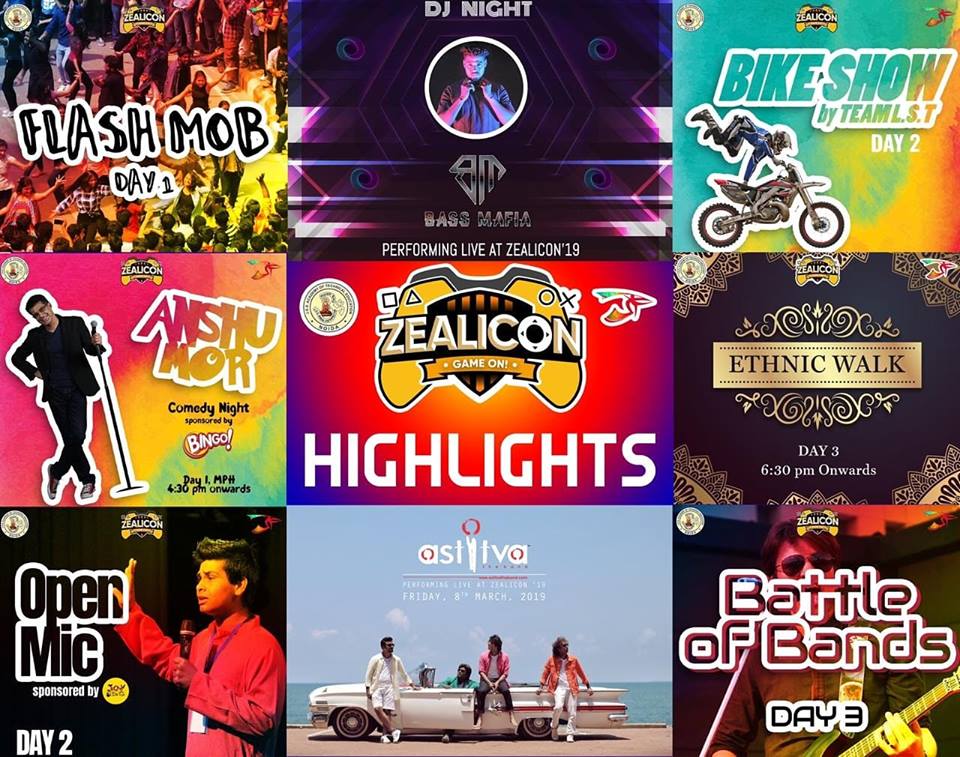 ZEALICON
FLASH MOB
DAY 1
DJ NIGHT
BM
BASS MAFIA
PERFORMING LIVE AT ZEALICON'19
ZEALICON
BIKE SHOW
by TEAM L.S.T
DAY 2
ZEALICON
ANSHU
MOR
Comedy Night
sponsored by
BINGO!
Day 1, MPH
4:30 pm onwards
NOIDA
ZEALICON
GAME ON!
HIGHLIGHTS
ZEALICON
ETHNIC WALK
DAY 3
6:30 pm Onwards
ZEALICON
Open
Mic
sponsored by
DAY 2
astitva
PERFORMING LIVE AT ZEALICON '19
FRIDAY, 8TH MARCH, 2019
ZEALICON
Battle
of Bands
DAY 3